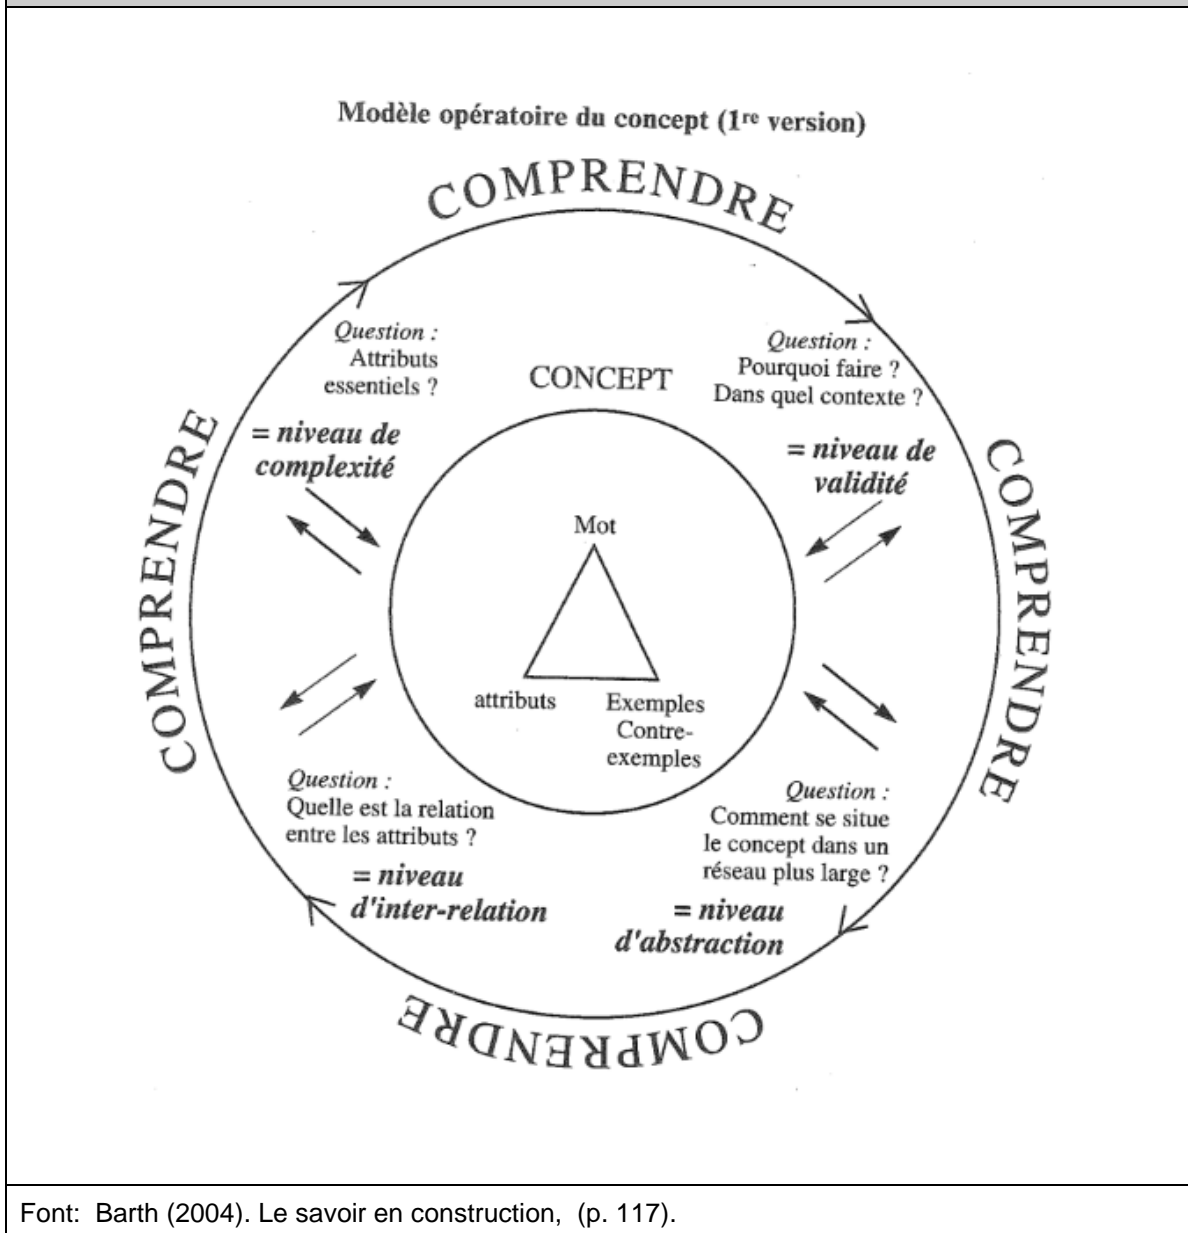 Modèle opératoire du concept (1re version)
COMPRENDRE
Question :
Attributs
essentiels ?
= niveau de
complexité
CONCEPT
Question :
Pourquoi faire ?
Dans quel contexte ?
= niveau de
validité
COMPRENDRE
COMPRENDRE
Mot
attributs
Exemples
Contre-
exemples
Question :
Quelle est la relation
entre les attributs ?
= niveau
d'inter-relation
Question :
Comment se situe
le concept dans un
réseau plus large ?
= niveau
d'abstraction
COMPRENDRE
Font: Barth (2004). Le savoir en construction, (p. 117).